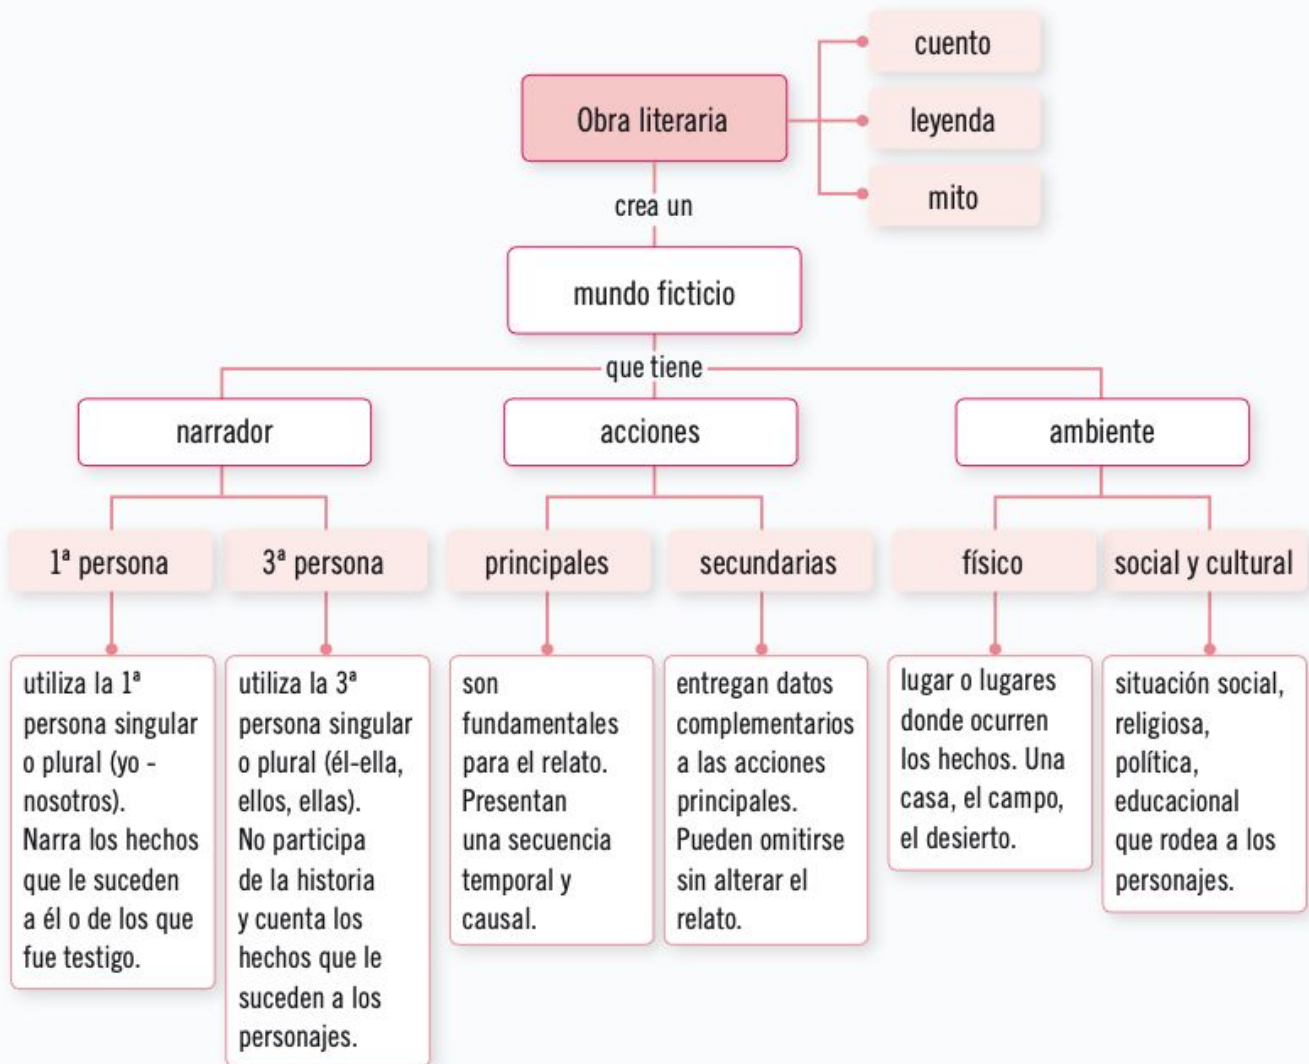 cuento
Obra literaria
leyenda
mito
crea un
mundo ficticio
que tiene
narrador
acciones
ambiente
1ª persona
3ª persona
principales
secundarias
físico
social y cultural
utiliza la 1ª
persona singular
o plural (yo -
nosotros).
Narra los hechos
que le suceden
a él o de los que
fue testigo.
utiliza la 3ª
persona singular
o plural (él-ella,
ellos, ellas).
No participa
de la historia
y cuenta los
hechos que le
suceden a los
personajes.
son
fundamentales
para el relato.
Presentan
una secuencia
temporal y
causal.
entregan datos
complementarios
a las acciones
principales.
Pueden omitirse
sin alterar el
relato.
lugar o lugares
donde ocurren
los hechos. Una
casa, el campo,
el desierto.
situación social,
religiosa,
política,
educacional
que rodea a los
personajes.